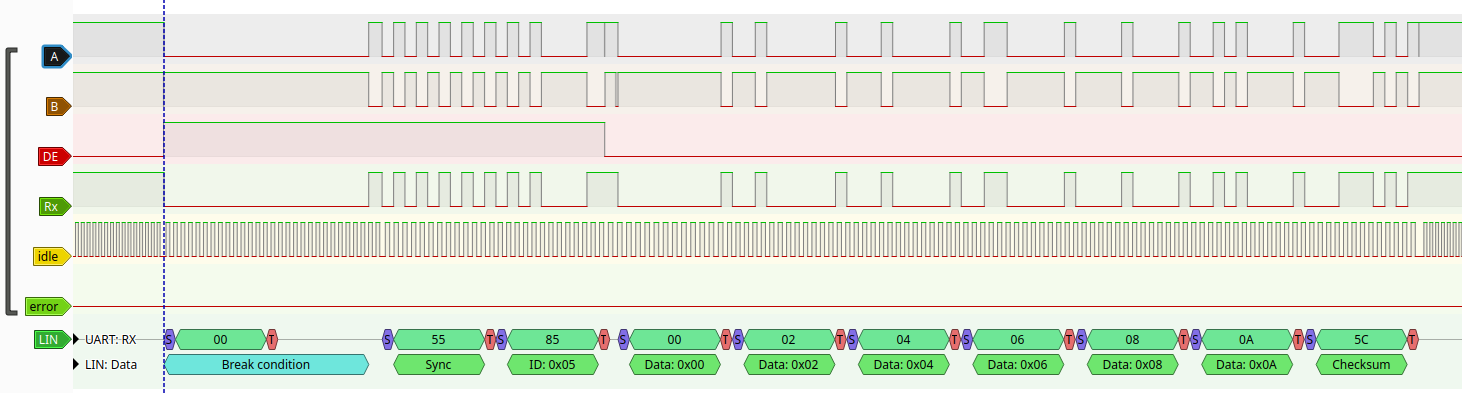 A
B
DE
Rx
idle
error
LIN UART: RX S 00 T S 55 T S 85 T S 00 T S 02 T S 04 T S 06 T S 08 T S 0A T S 5C T
LIN: Data Break condition Sync ID: 0x05 Data: 0x00 Data: 0x02 Data: 0x04 Data: 0x06 Data: 0x08 Data: 0x0A Checksum